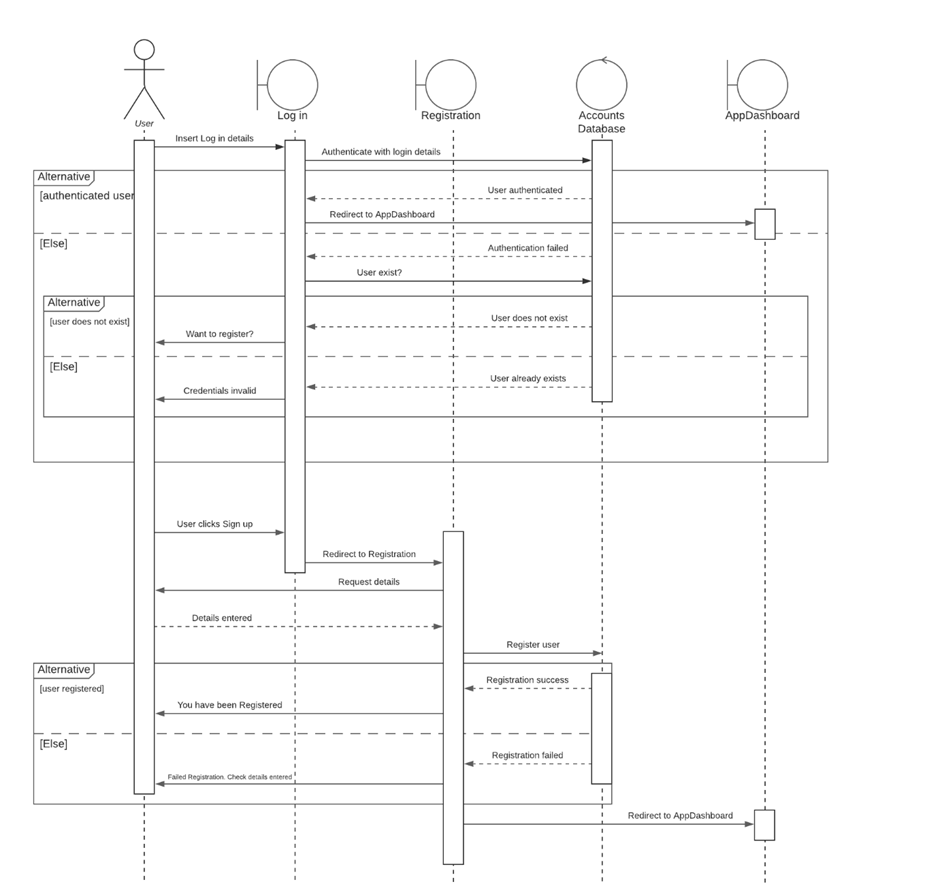 User
Log in
Registration
Accounts
Database
AppDashboard
Insert Log in details
Authenticate with login details
Alternative
[authenticated user
User authenticated
Redirect to AppDashboard
[Else]
Authentication failed
User exist?
Alternative
[user does not exist]
User does not exist
Want to register?
[Else]
User already exists
Credentials invalid
User clicks Sign up
Redirect to Registration
Request details
Details entered
Register user
Alternative
[user registered]
Registration success
You have been Registered
[Else]
Registration failed
Failed Registration. Check details entered
Redirect to AppDashboard